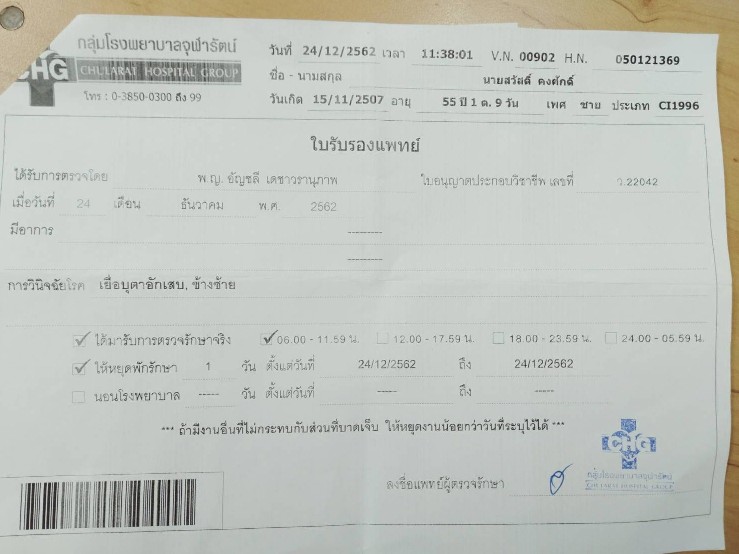 กลุ่มโรงพยาบาลจุฬารัตน์
CHG CHULARAT HOSPITAL GROUP
โทร : 0-3850-0300 ถึง 99
วันที่ 24/12/2562 เวลา 11:38:01 V.N. 00902 H.N. 050121369
ชื่อ - นามสกุล นายสวัสดิ์ คงศักดิ์
วันเกิด 15/11/2507 อายุ 55 ปี 1 ด. 9 วัน เพศ ชาย ประเภท CI1996
ใบรับรองแพทย์
ได้รับการตรวจโดย พ.ญ. อัญชลี เดชาวรานุภาพ ใบอนุญาตประกอบวิชาชีพ เลขที่ ว.22042
เมื่อวันที่ 24 เดือน ธันวาคม พ.ศ. 2562
มีอาการ ---------
---------
การวินิจฉัยโรค เยื่อบุตาอักเสบ, ข้างซ้าย
ได้มารับการตรวจรักษาจริง 06.00 - 11.59 น. 12.00 - 17.59 น. 18.00 - 23.59 น. 24.00 - 05.59 น.
ให้หยุดพักรักษา 1 วัน ตั้งแต่วันที่ 24/12/2562 ถึง 24/12/2562
นอนโรงพยาบาล ----- วัน ตั้งแต่วันที่ ----- ถึง -----
*** ถ้ามีงานอื่นที่ไม่กระทบกับส่วนที่บาดเจ็บ ให้หยุดงานน้อยกว่าวันที่ระบุไว้ได้ ***
CHG
กลุ่มโรงพยาบาลจุฬารัตน์
CHULARAT HOSPITAL GROUP
ลงชื่อแพทย์ผู้ตรวจรักษา